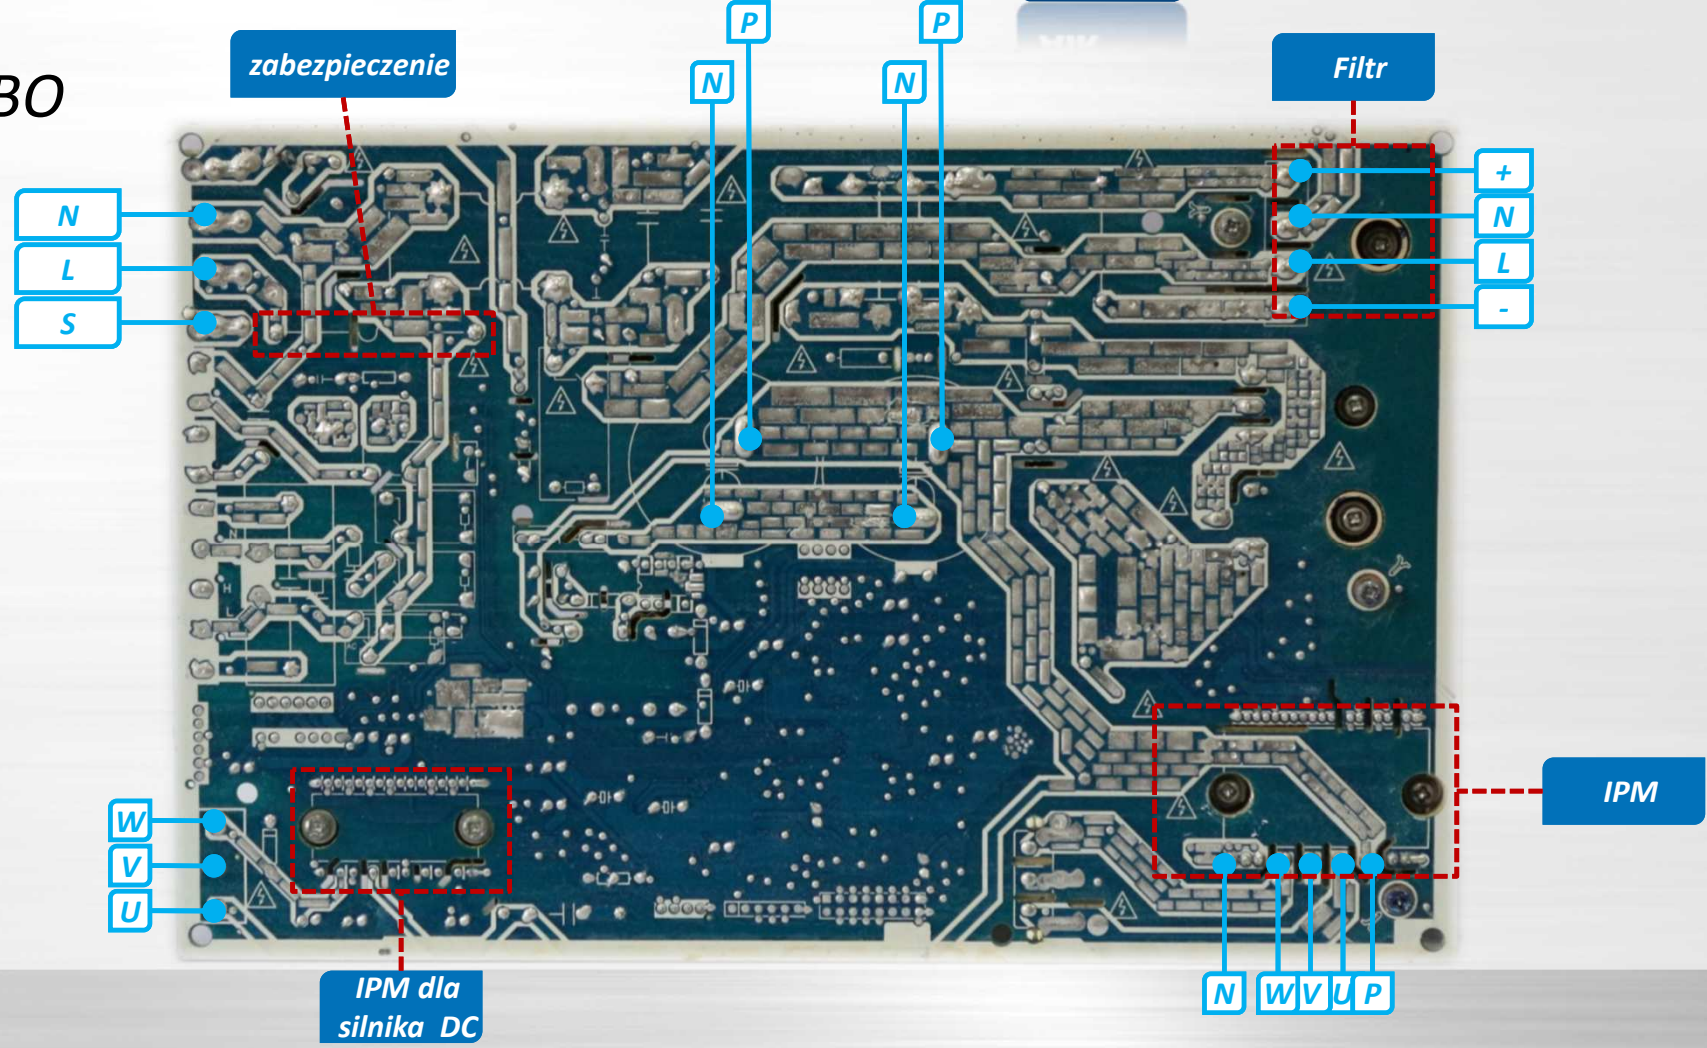 P
P
N
N
zabezpieczenie
Filtr
BO
+
N
L
-
N
L
S
IPM
W
V
U
N
W
V
U
P
IPM dla
silnika DC